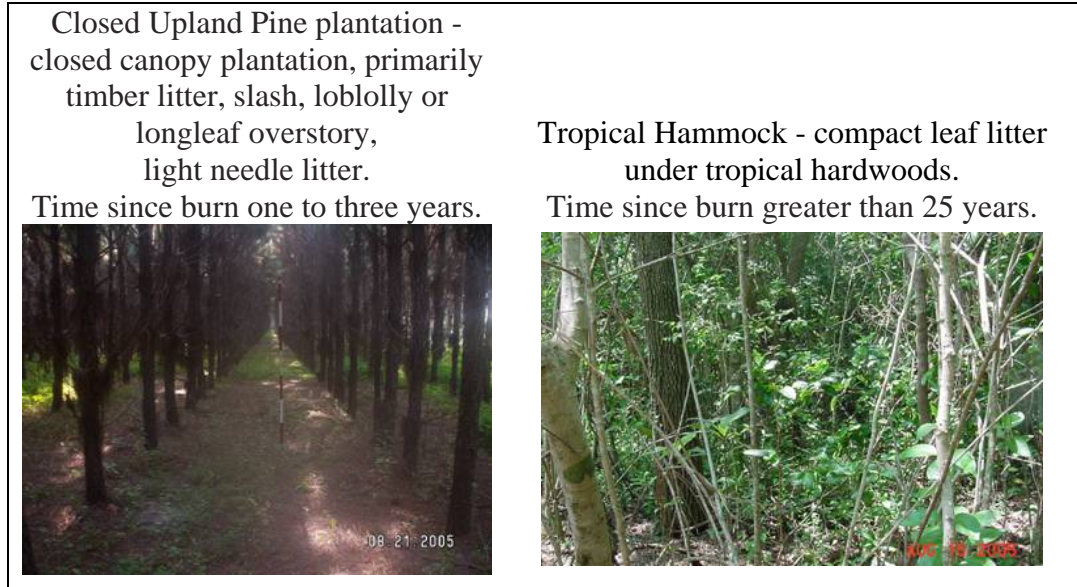 Closed Upland Pine plantation -
closed canopy plantation, primarily
timber litter, slash, loblolly or
longleaf overstory,
light needle litter.
Time since burn one to three years.
08.21.2005
Tropical Hammock - compact leaf litter
under tropical hardwoods.
Time since burn greater than 25 years.
AUG 2005